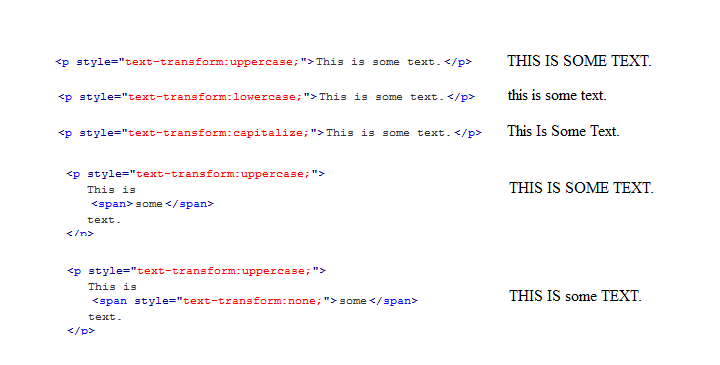 <p style="text-transform:uppercase;">This is some text.</p> THIS IS SOME TEXT.
<p style="text-transform:lowercase;">This is some text.</p> this is some text.
<p style="text-transform:capitalize;">This is some text.</p> This Is Some Text.
<p style="text-transform:uppercase;">
This is
<span>some</span>
text.
</p>
THIS IS SOME TEXT.
<p style="text-transform:uppercase;">
This is
<span style="text-transform:none;">some</span>
text.
</p>
THIS IS some TEXT.